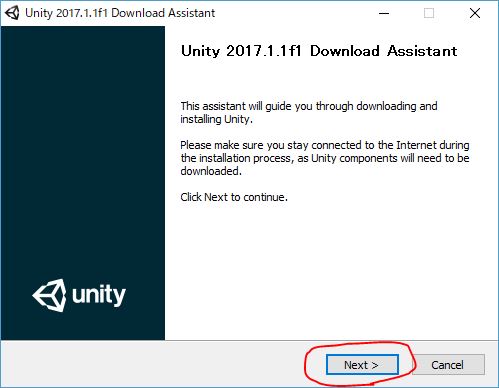 Unity 2017.1.1f1 Download Assistant
Unity 2017.1.1f1 Download Assistant
This assistant will guide you through downloading and
installing Unity.
Please make sure you stay connected to the Internet during
the installation process, as Unity components will need to be
downloaded.
Click Next to continue.
unity
Next >
Cancel